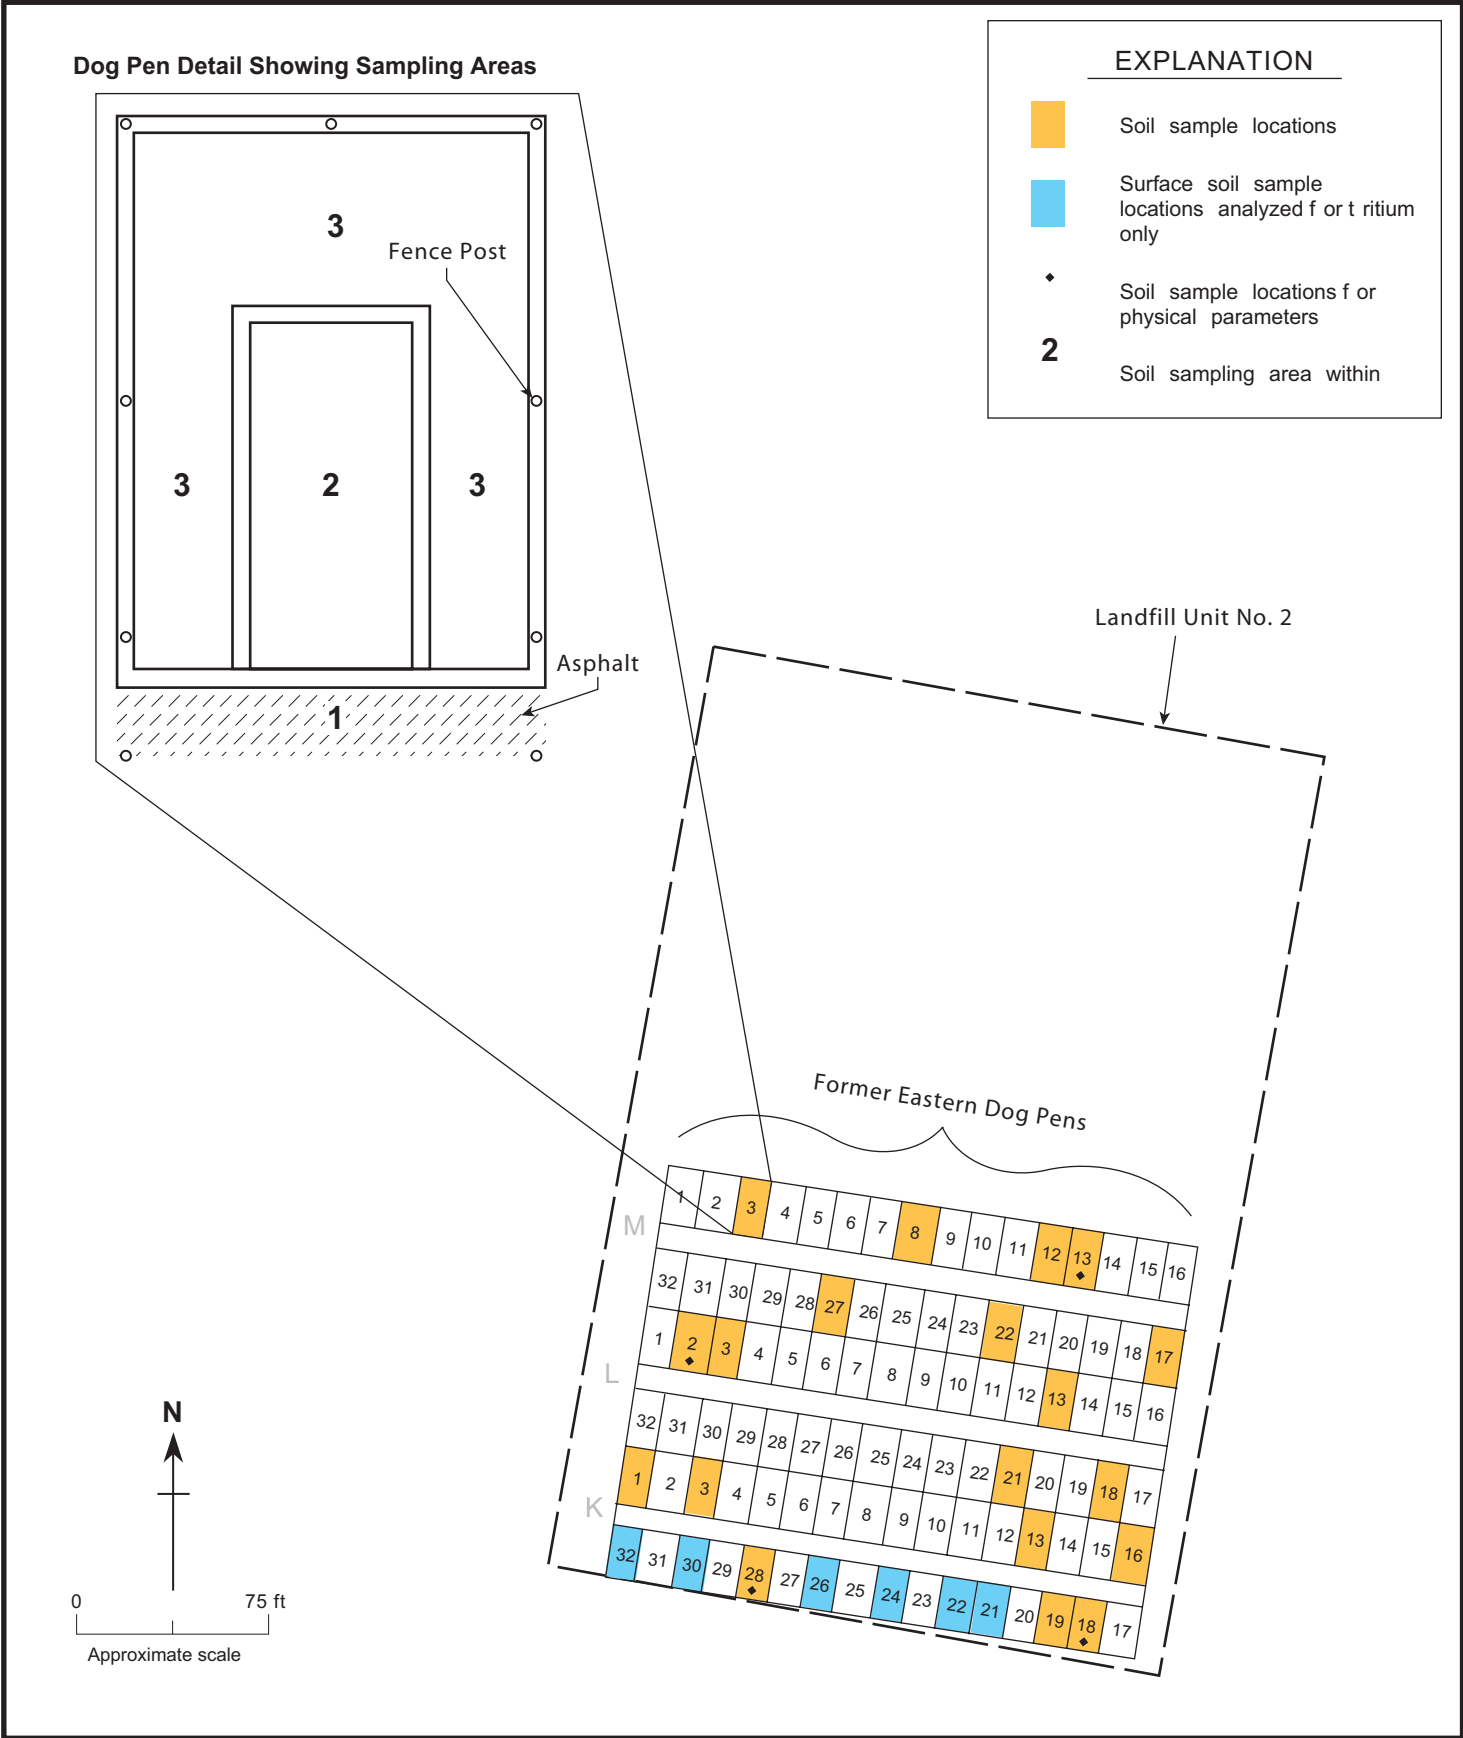 Dog Pen Detail Showing Sampling Areas
3
Fence Post
3
2
3
Asphalt
1
EXPLANATION
Soil sample locations
Surface soil sample
locations analyzed f or t ritium
only
Soil sample locations f or
physical parameters
2
Soil sampling area within
Landfill Unit No. 2
Former Eastern Dog Pens
1 2 3 4 5 6 7 8 9 10 11 12 13 14 15 16
M
32 31 30 29 28 27 26 25 24 23 22 21 20 19 18 17
1 2 3 4 5 6 7 8 9 10 11 12 13 14 15 16
L
32 31 30 29 28 27 26 25 24 23 22 21 20 19 18 17
1 2 3 4 5 6 7 8 9 10 11 12 13 14 15 16
K
32 31 30 29 28 27 26 25 24 23 22 21 20 19 18 17
N
0 75 ft
Approximate scale